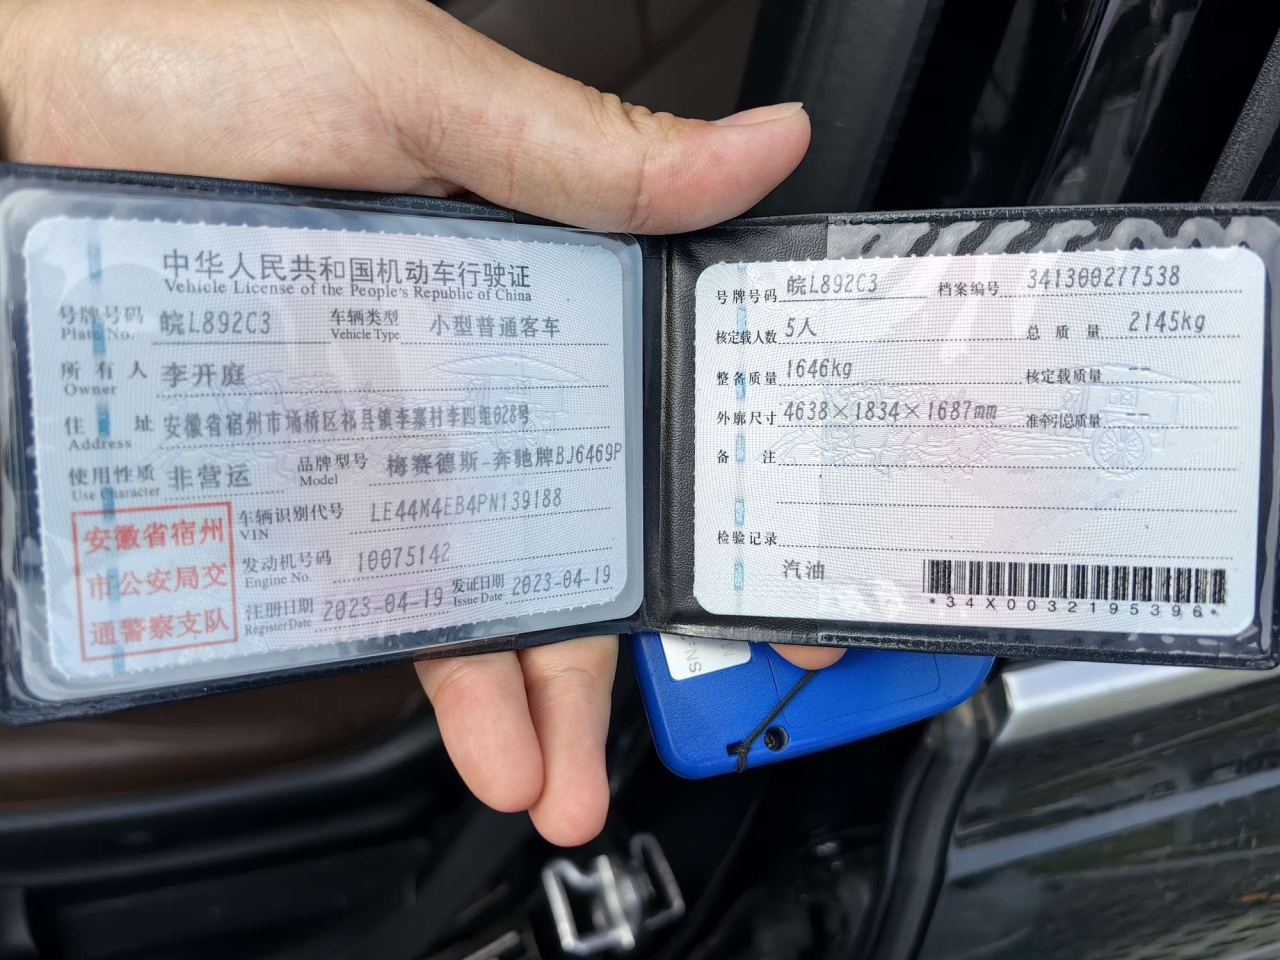 中华人民共和国机动车行驶证
Vehicle License of the People's Republic of China
号牌号码 皖L892C3 车辆类型 小型普通客车
Plate No. Vehicle Type
所有人 李开庭
Owner
住址 安徽省宿州市埇桥区祁县镇李寨村李四组028号
Address
使用性质 非营运 品牌型号 梅赛德斯-奔驰牌BJ6469P
Use Character Model
车辆识别代号 LE44M4EB4PN139188
VIN
发动机号码 10075142
Engine No.
注册日期 2023-04-19 发证日期 2023-04-19
Register Date Issue Date
安徽省宿州
市公安局交
通警察支队
号牌号码 皖L892C3 档案编号 341300277538
核定载人数 5人 总质量 2145kg
整备质量 1646kg 核定载质量 --
外廓尺寸 4638×1834×1687mm 准牵引总质量 --
备注
检验记录
汽油
*34X0032195396*